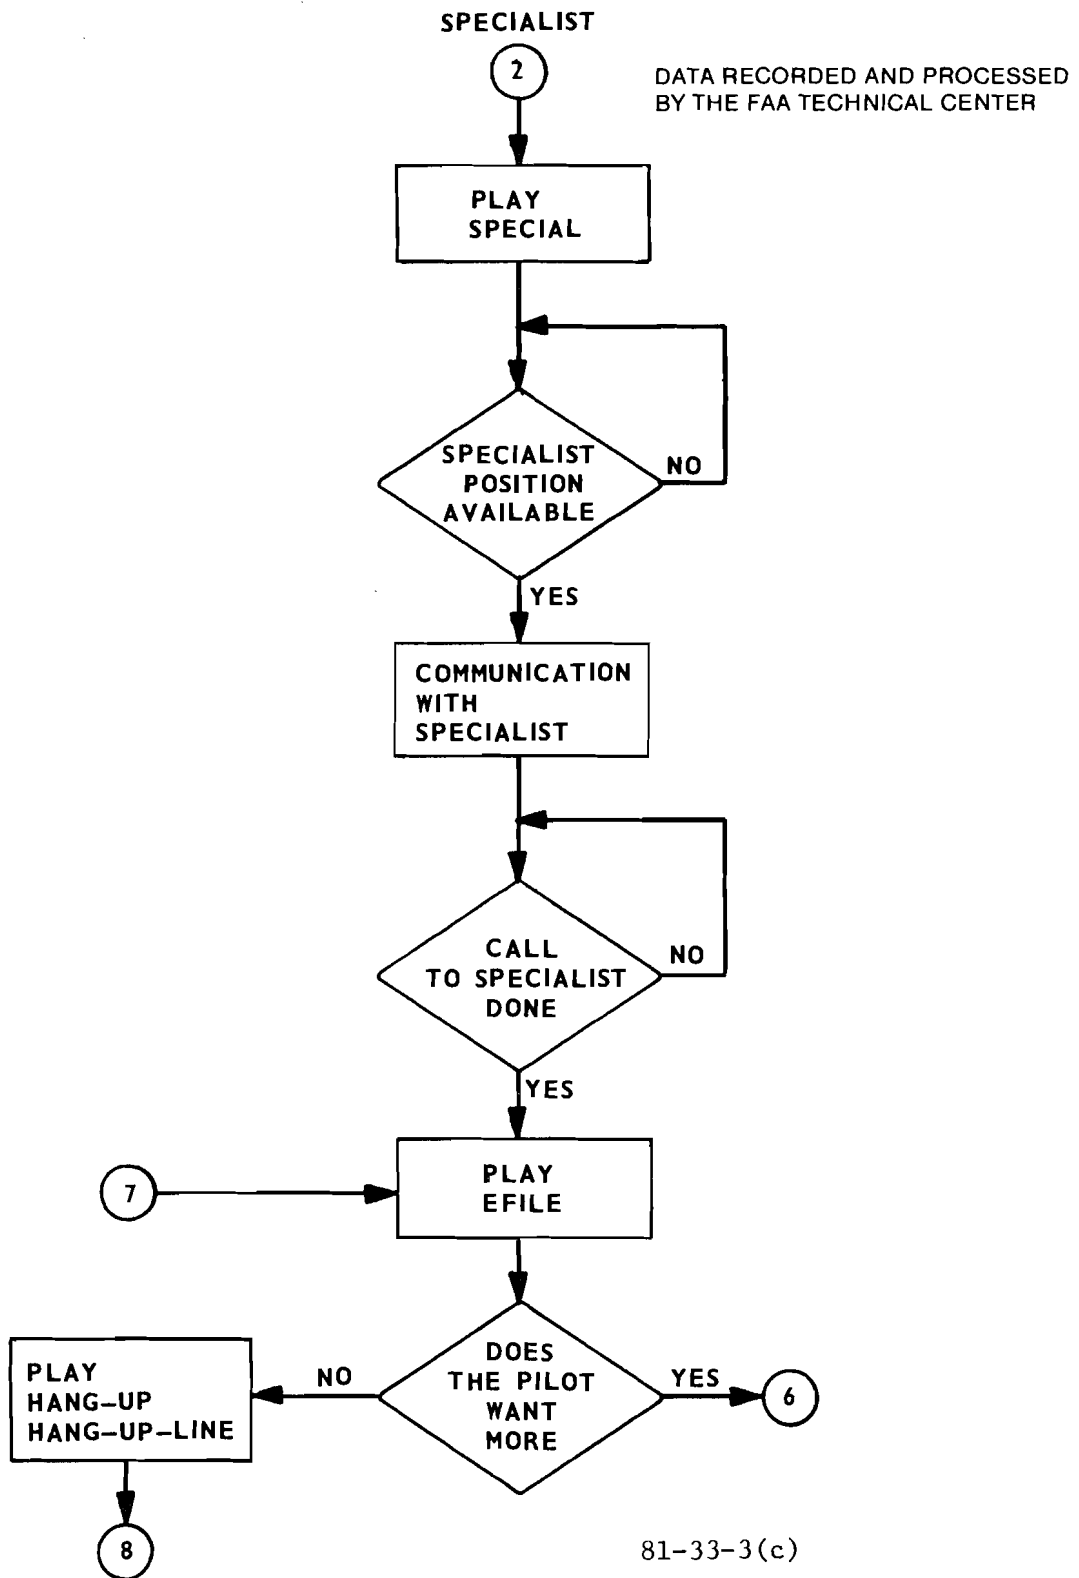 SPECIALIST
2
DATA RECORDED AND PROCESSED
BY THE FAA TECHNICAL CENTER
PLAY
SPECIAL
SPECIALIST
POSITION
AVAILABLE
NO
YES
COMMUNICATION
WITH
SPECIALIST
CALL
TO SPECIALIST
DONE
NO
YES
7
PLAY
EFILE
DOES
THE PILOT
WANT
MORE
NO
YES
6
PLAY
HANG-UP
HANG-UP-LINE
8
81-33-3(c)